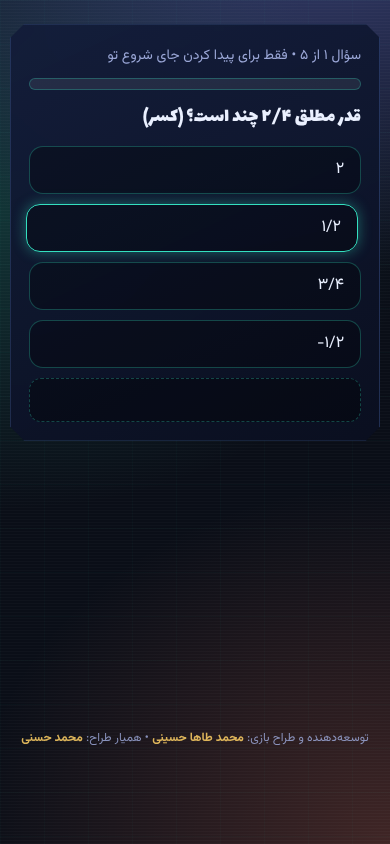 سؤال ۱ از ۵ • فقط برای پیدا کردن جای شروع تو
قدر مطلق ۲/۴ چند است؟ (کسر)
۲
۱/۲
۳/۴
−۱/۲
توسعه‌دهنده و طراح بازی: محمد طاها حسینی • همیار طراح: محمد حسنی